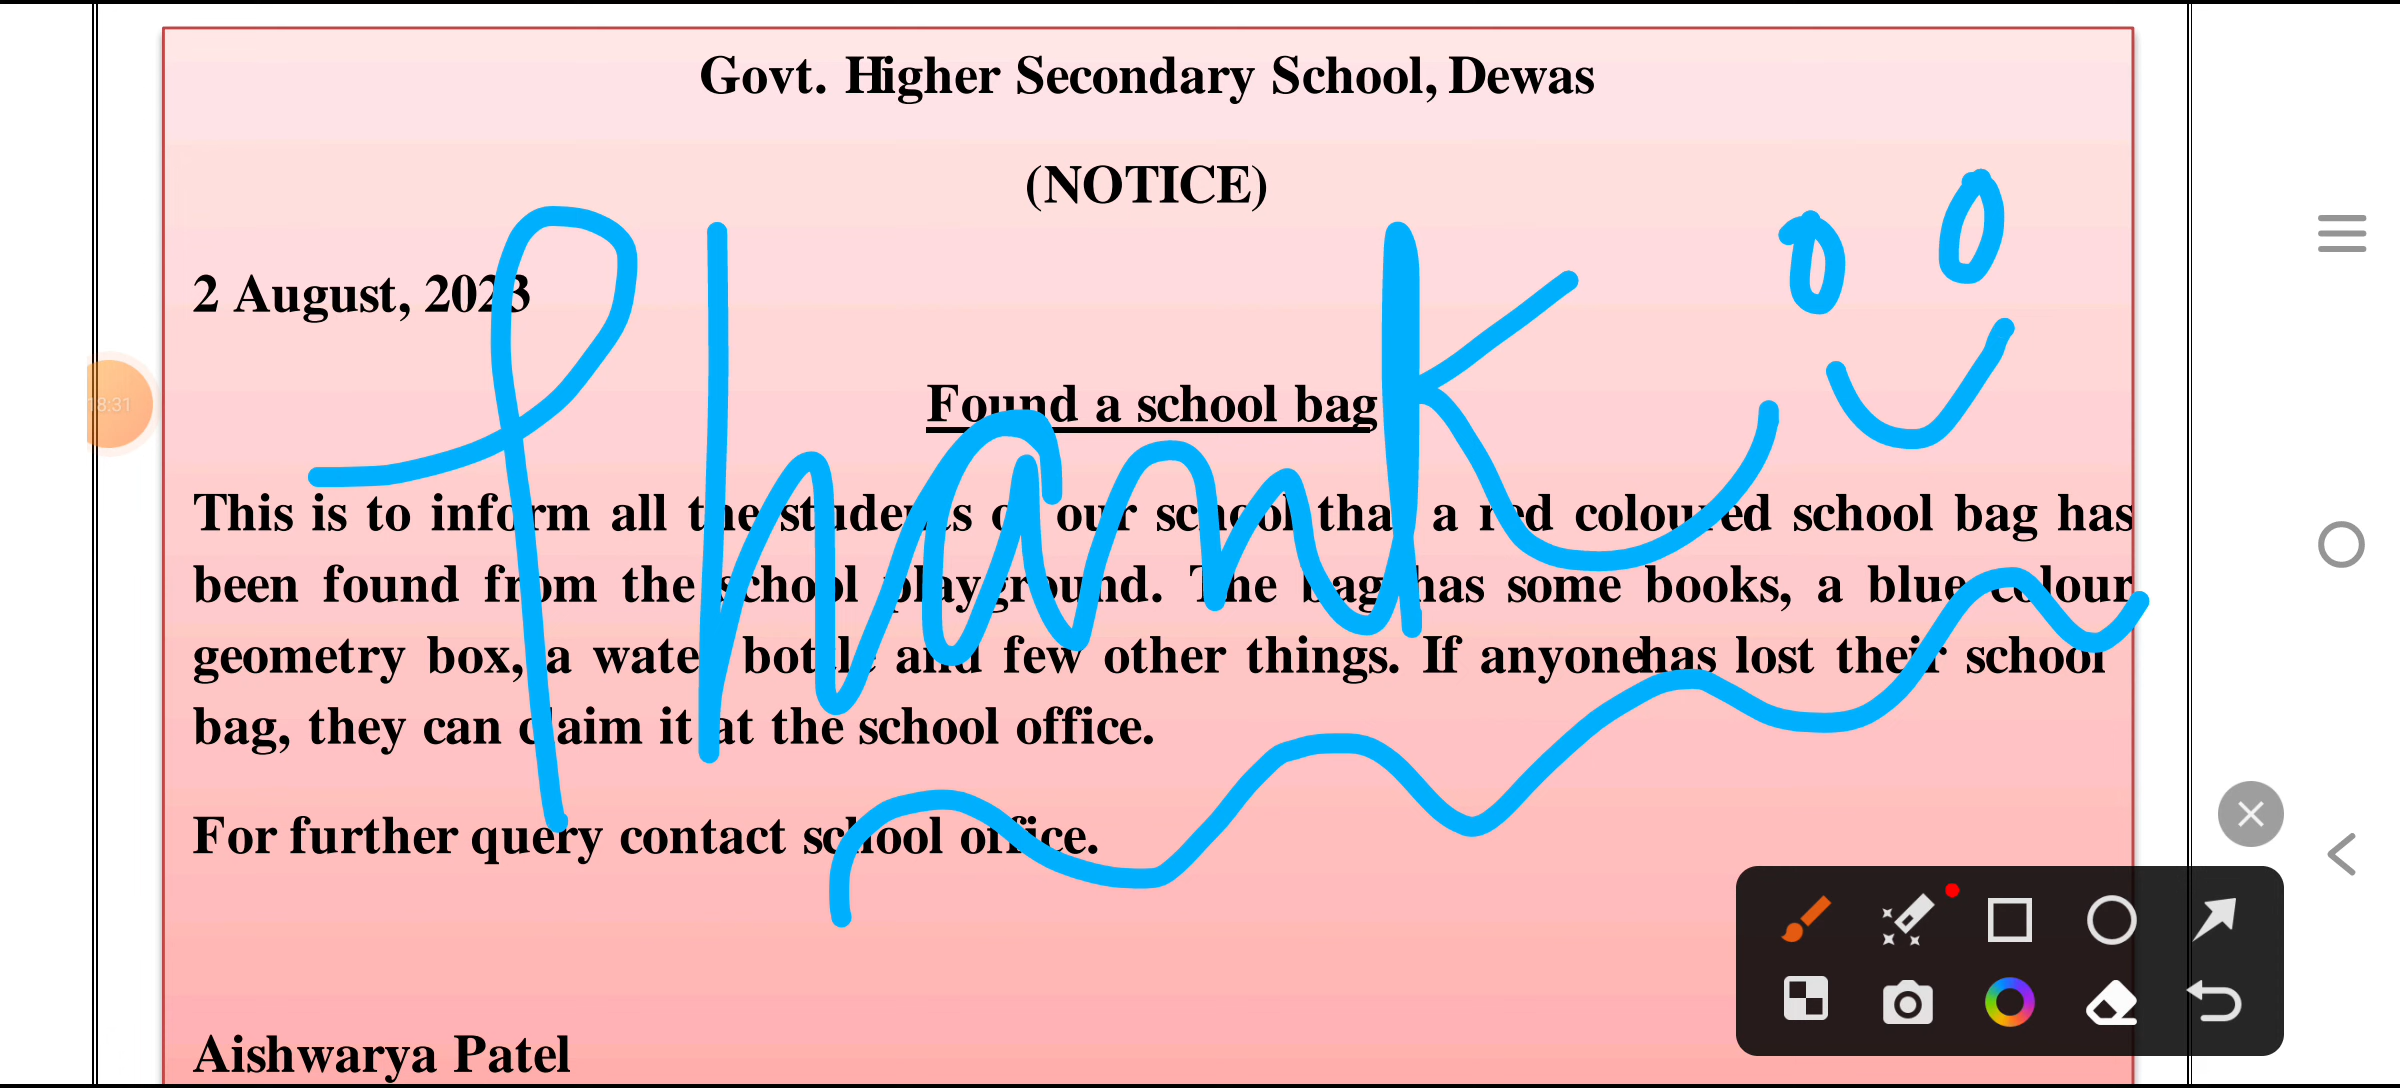 Govt. Higher Secondary School, Dewas
(NOTICE)
2 August, 2023
Found a school bag
This is to inform all the students of our school that a red coloured school bag has
been found from the school playground. The bag has some books, a blue colour
geometry box, a water bottle and few other things. If anyonehas lost their school
bag, they can claim it at the school office.
For further query contact school office.
Aishwarya Patel
Thank
18:31